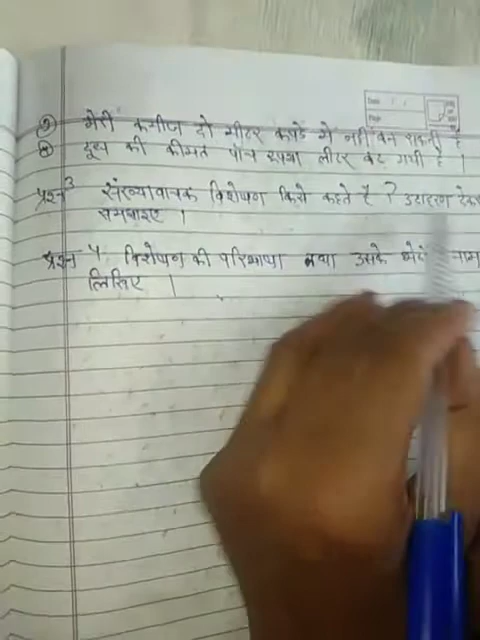 ③ मेरी कमीज दो मीटर कपडे में नहीं बन सकती है
④ दूध की कीमत पाँच रुपया लीटर बढ गयी है ।
प्रश्न 3 संख्यावाचक विशेषण किसे कहते है ? उदाहरण देकर
समझाइए ।
प्रश्न 4 विशेषण की परिभाषा तथा उसके भेदो नाम
लिखिए ।